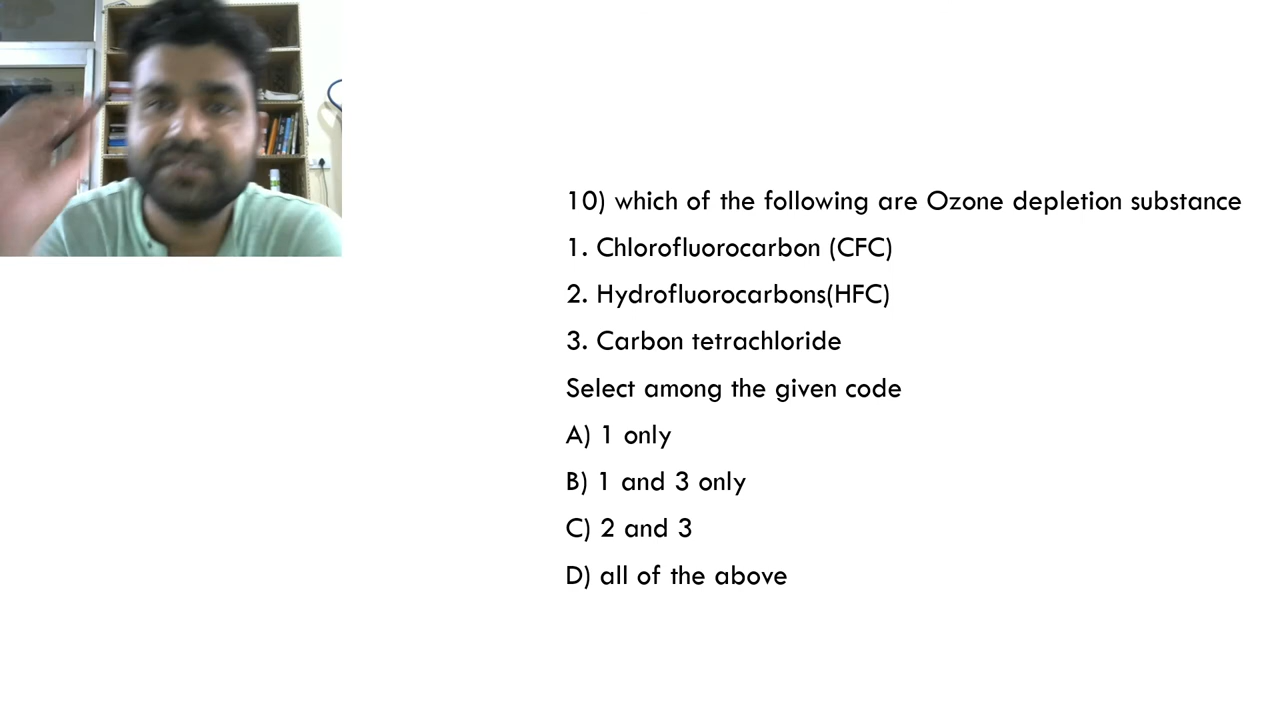 10) which of the following are Ozone depletion substance
1. Chlorofluorocarbon (CFC)
2. Hydrofluorocarbons(HFC)
3. Carbon tetrachloride
Select among the given code
A) 1 only
B) 1 and 3 only
C) 2 and 3
D) all of the above